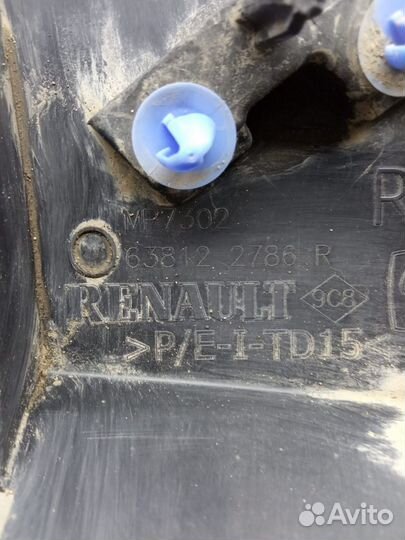 MP7302
63812 2786 R
RENAULT 9C8
>P/E-I-TD15<
R
Avito